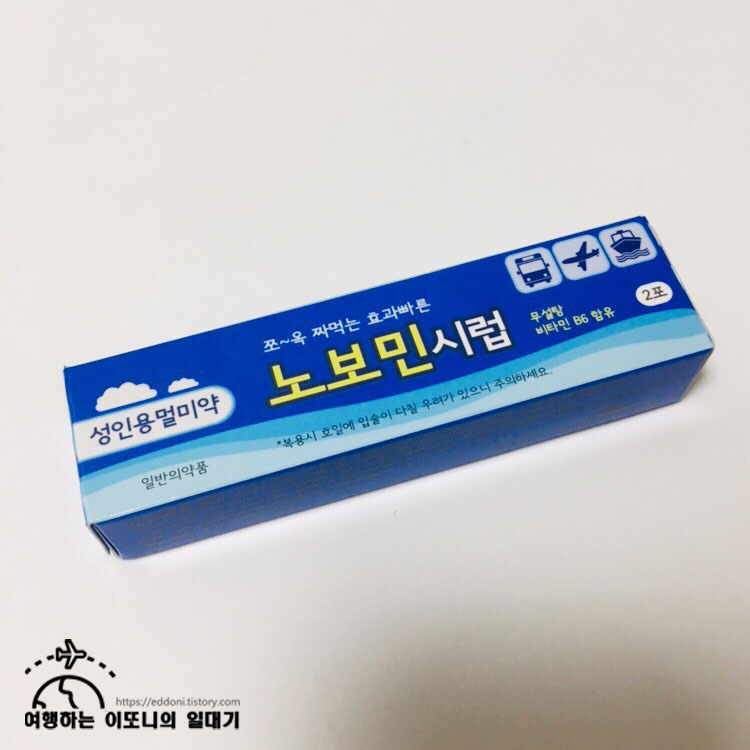 쪼~옥 짜먹는 효과빠른
노보민시럽
무설탕
비타민 B6 함유
2포
성인용멀미약
*복용시 호일에 입술이 다칠 우려가 있으니 주의하세요.
일반의약품
https://eddoni.tistory.com
여행하는 이또니의 일대기